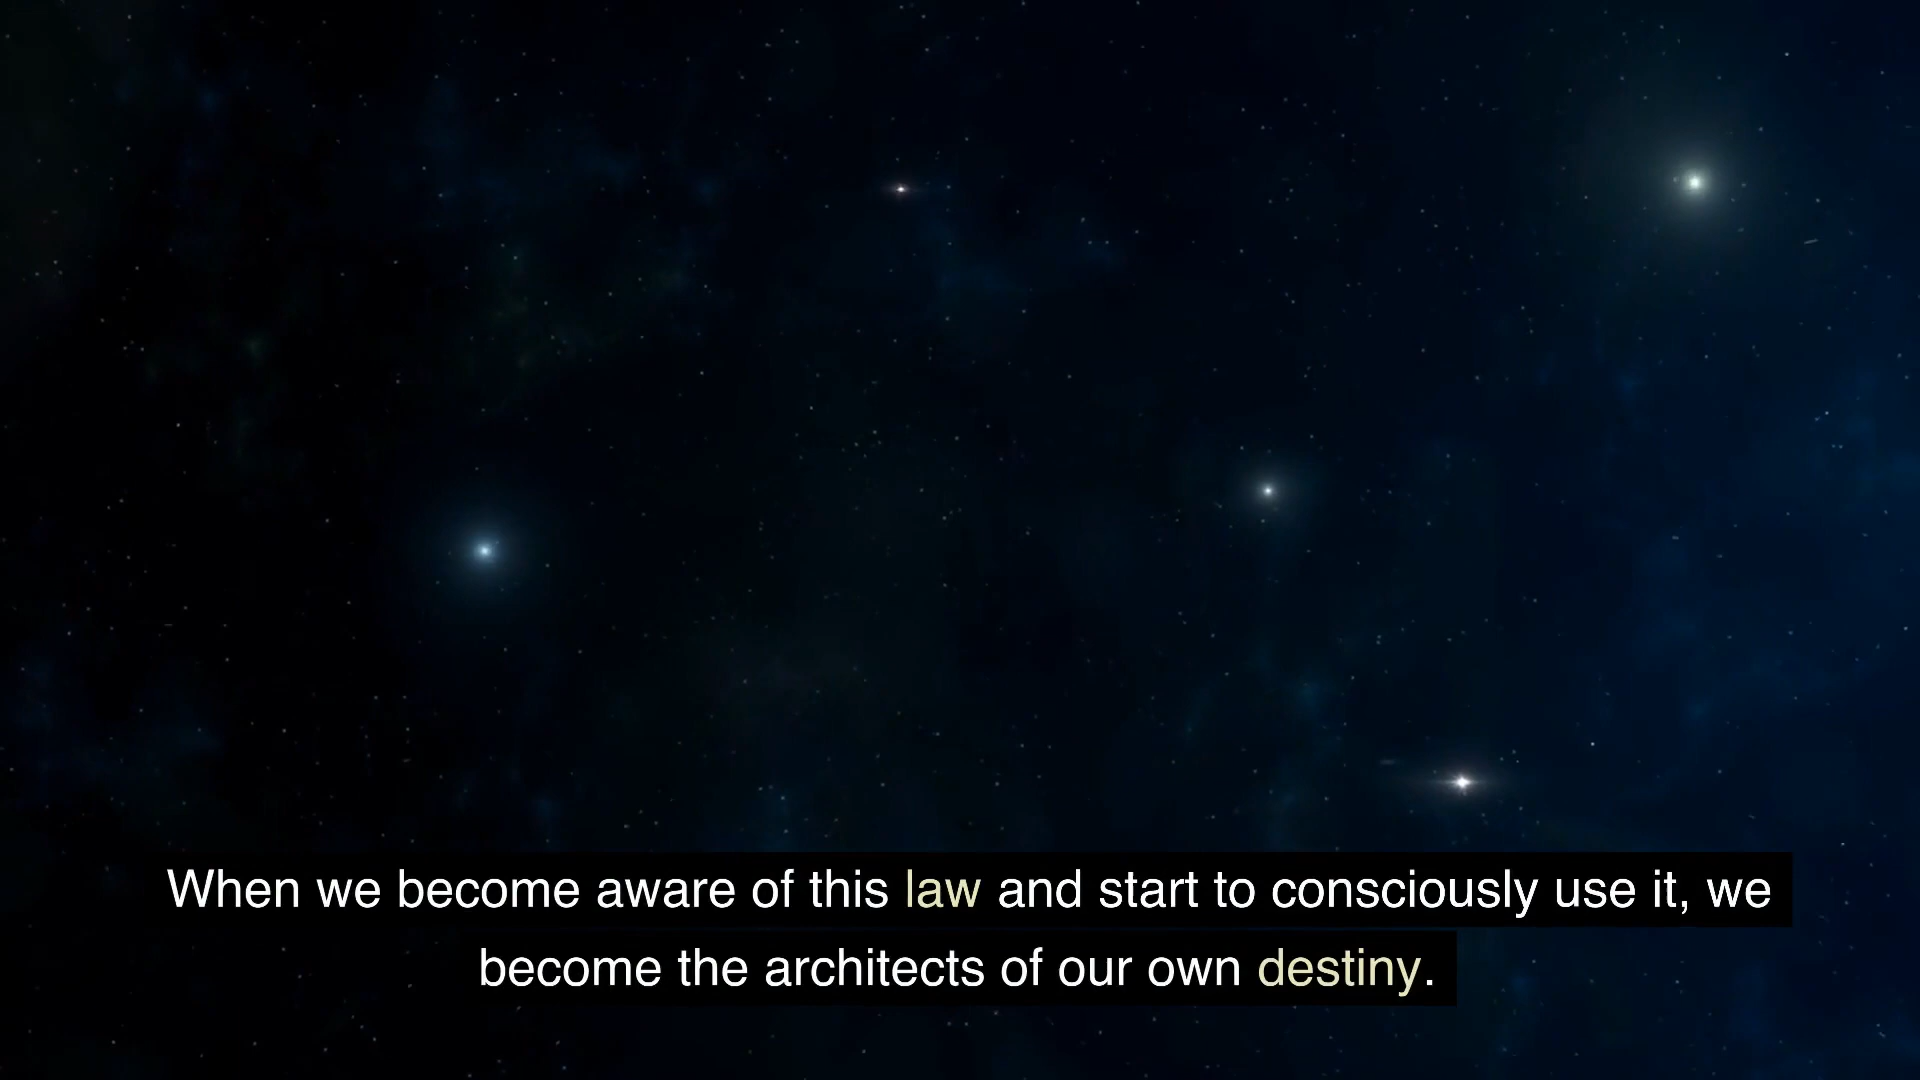 When we become aware of this law and start to consciously use it, we
become the architects of our own destiny.